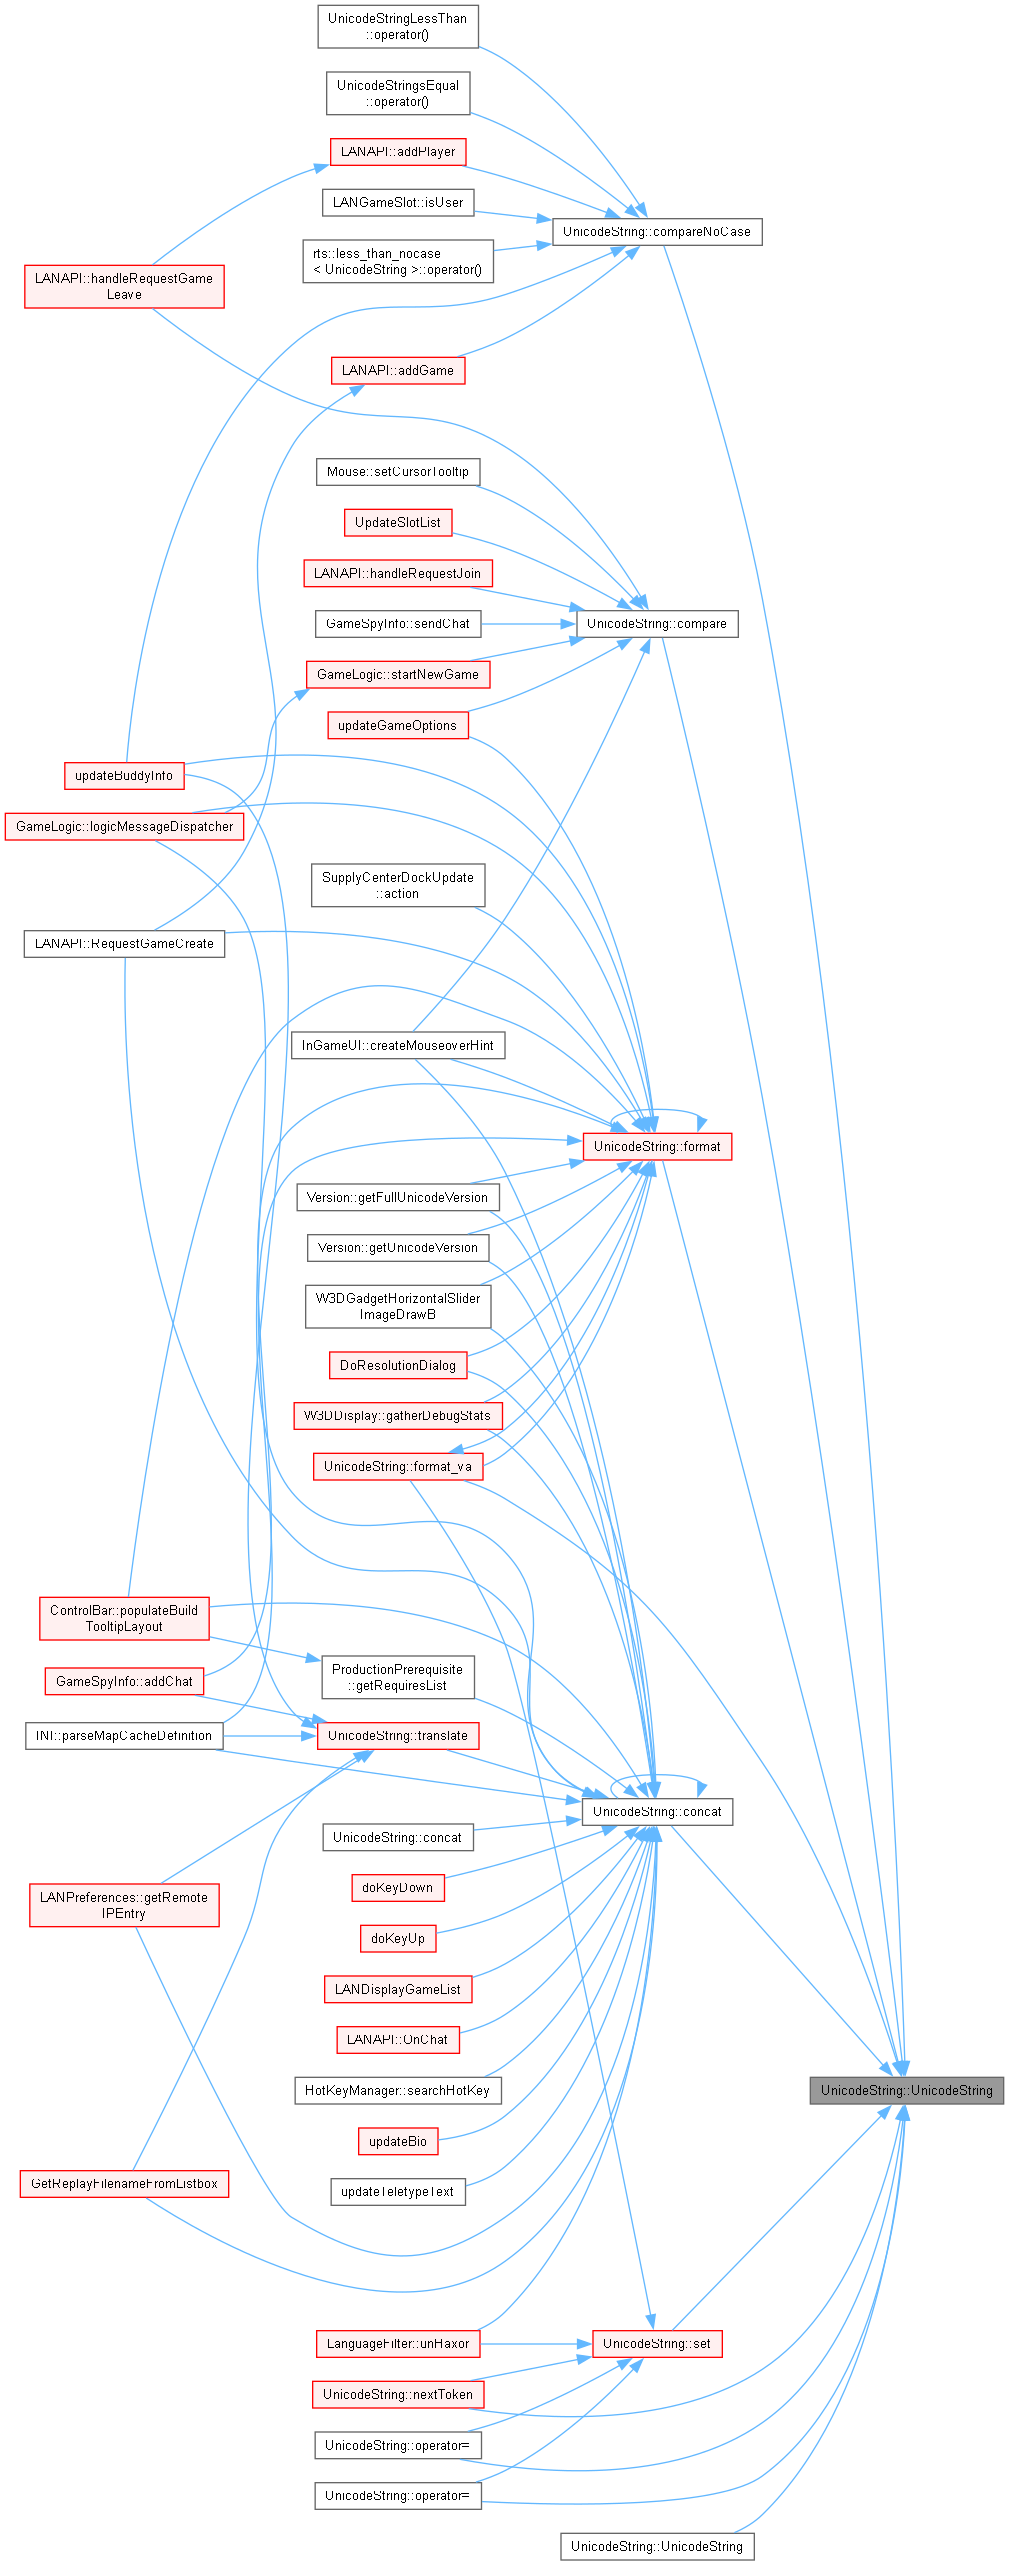 UnicodeStringLessThan
::operator()
UnicodeStringsEqual
::operator()
LANAPI::addPlayer
LANGameSlot::isUser
UnicodeString::compareNoCase
rts::less_than_nocase
< UnicodeString >::operator()
LANAPI::handleRequestGame
Leave
LANAPI::addGame
Mouse::setCursorTooltip
UpdateSlotList
LANAPI::handleRequestJoin
GameSpyInfo::sendChat
UnicodeString::compare
GameLogic::startNewGame
updateGameOptions
updateBuddyInfo
GameLogic::logicMessageDispatcher
SupplyCenterDockUpdate
::action
LANAPI::RequestGameCreate
InGameUI::createMouseoverHint
UnicodeString::format
Version::getFullUnicodeVersion
Version::getUnicodeVersion
W3DGadgetHorizontalSlider
ImageDrawB
DoResolutionDialog
W3DDisplay::gatherDebugStats
UnicodeString::format_va
ControlBar::populateBuild
TooltipLayout
ProductionPrerequisite
::getRequiresList
GameSpyInfo::addChat
INI::parseMapCacheDefinition
UnicodeString::translate
UnicodeString::concat
UnicodeString::concat
doKeyDown
LANPreferences::getRemote
IPEntry
doKeyUp
LANDisplayGameList
LANAPI::OnChat
HotKeyManager::searchHotKey
UnicodeString::UnicodeString
updateBio
GetReplayFilenameFromListbox
updateTeletypeText
LanguageFilter::unHaxor
UnicodeString::set
UnicodeString::nextToken
UnicodeString::operator=
UnicodeString::operator=
UnicodeString::UnicodeString